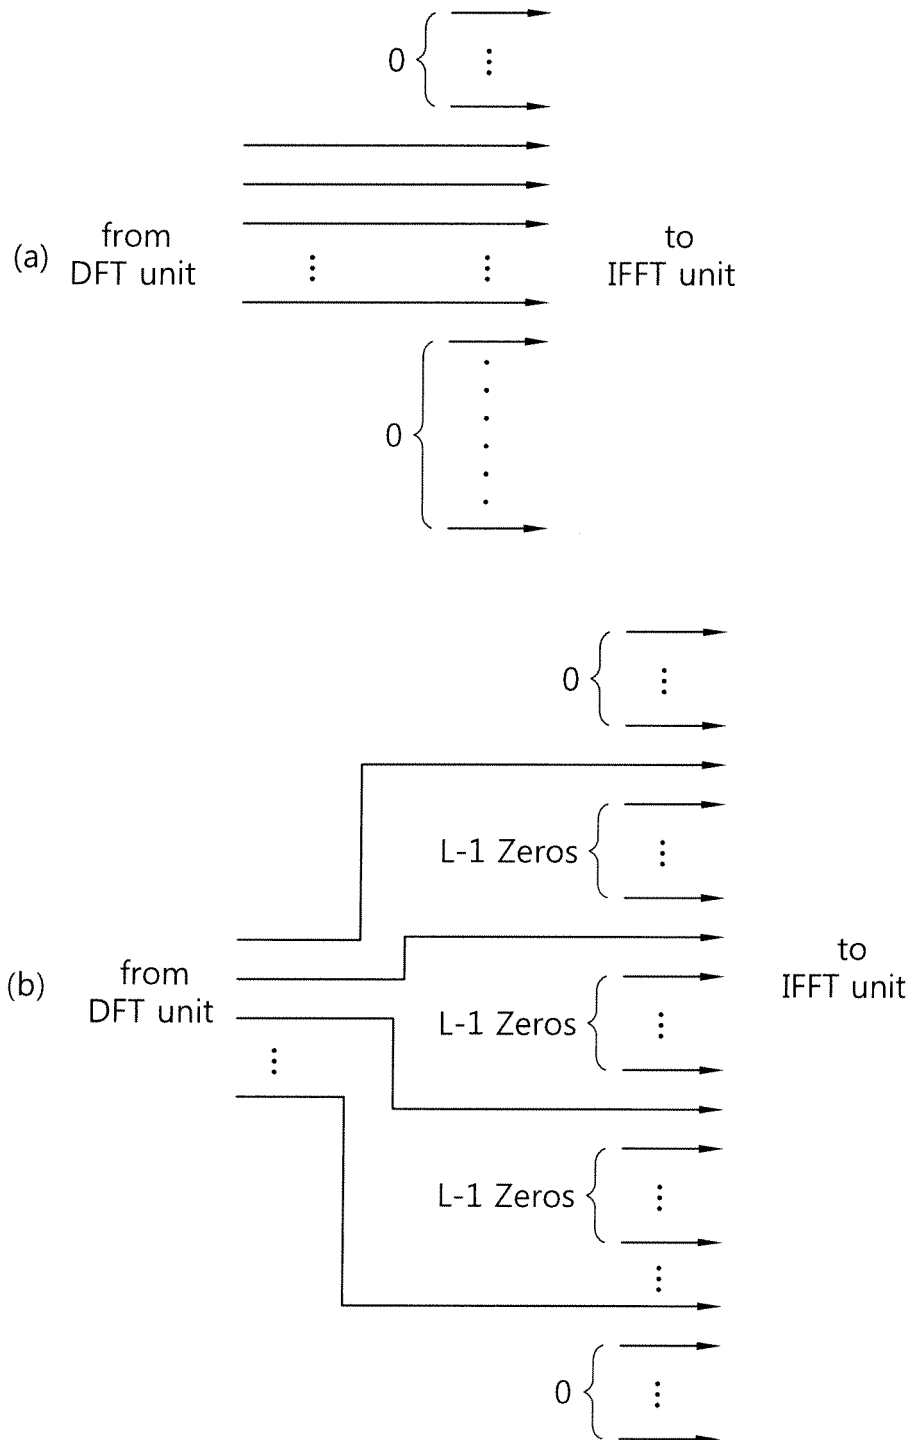 0
(a)
from
DFT unit
to
IFFT unit
0
0
L-1 Zeros
(b)
from
DFT unit
L-1 Zeros
to
IFFT unit
L-1 Zeros
0